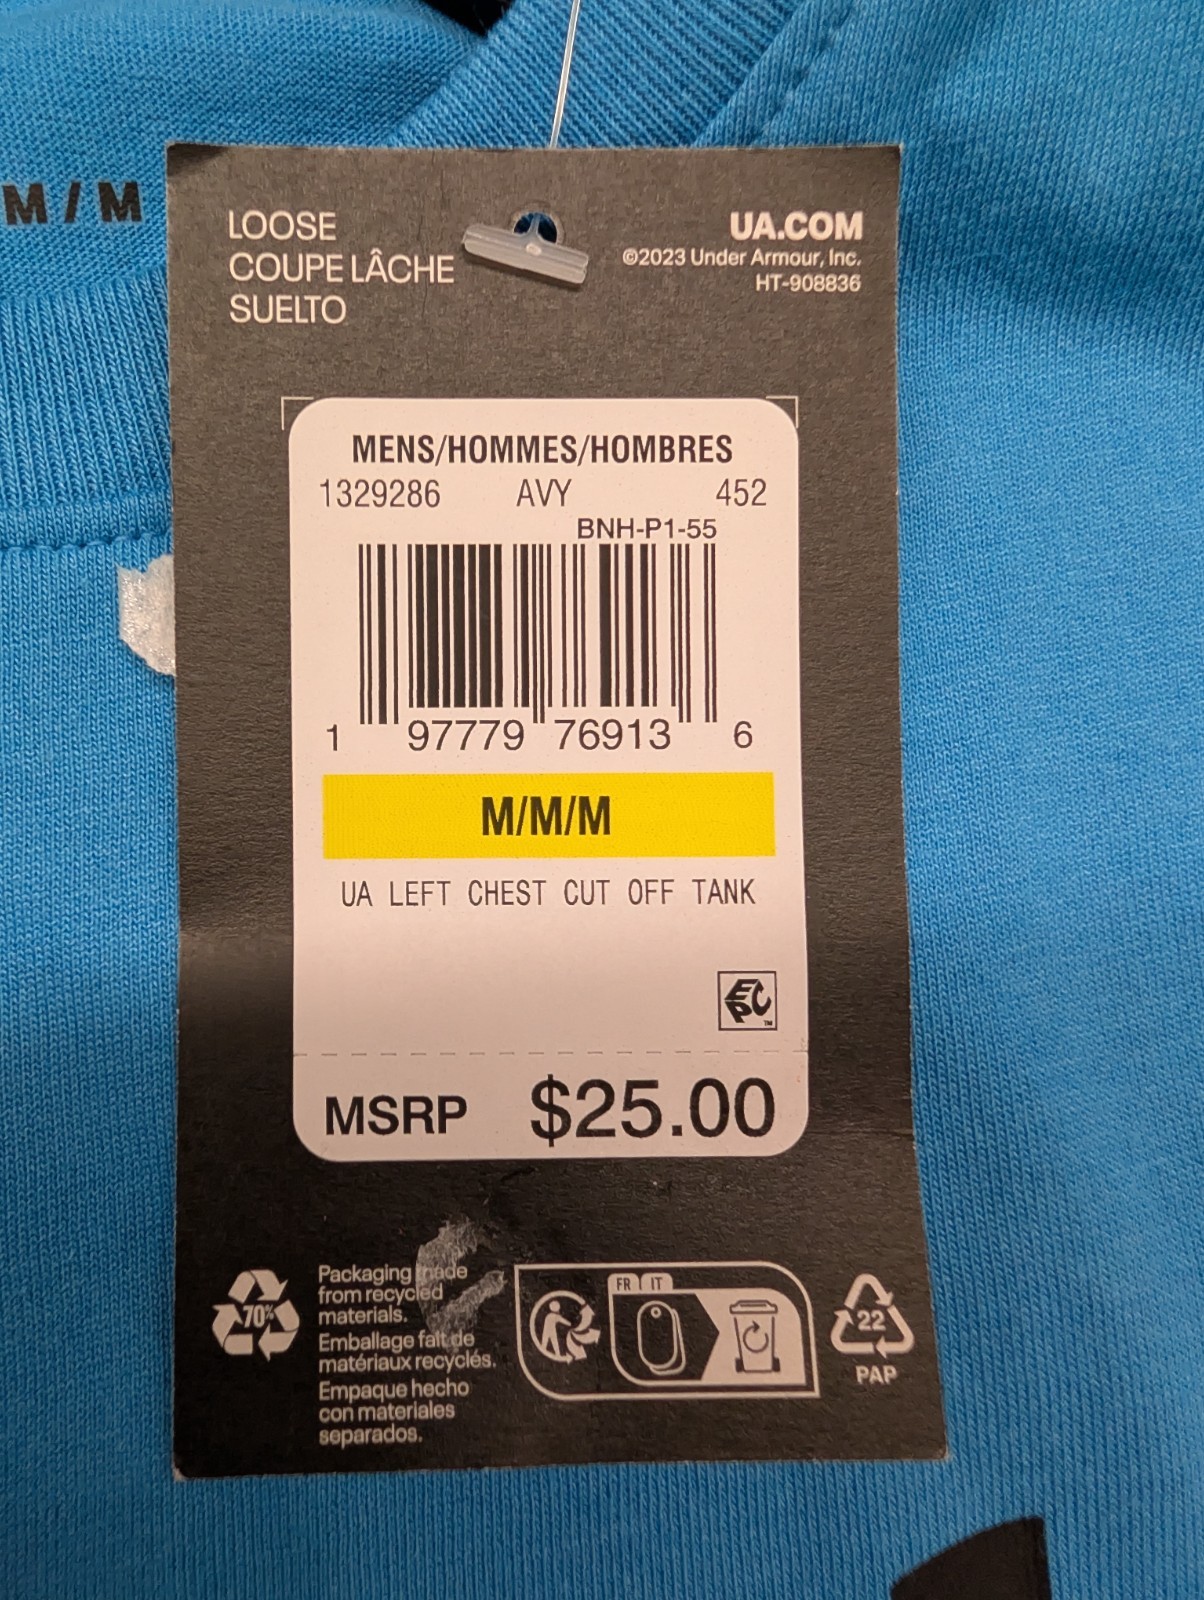 M / M
LOOSE
COUPE LÂCHE
SUELTO
UA.COM
©2023 Under Armour, Inc.
HT-908836
MENS/HOMMES/HOMBRES
1329286 AVY 452
BNH-P1-55
1 97779 76913 6
M/M/M
UA LEFT CHEST CUT OFF TANK
EPC™
MSRP $25.00
70%
Packaging made
from recycled
materials.
Emballage fait de
matériaux recyclés.
Empaque hecho
con materiales
separados.
FR IT
22
PAP